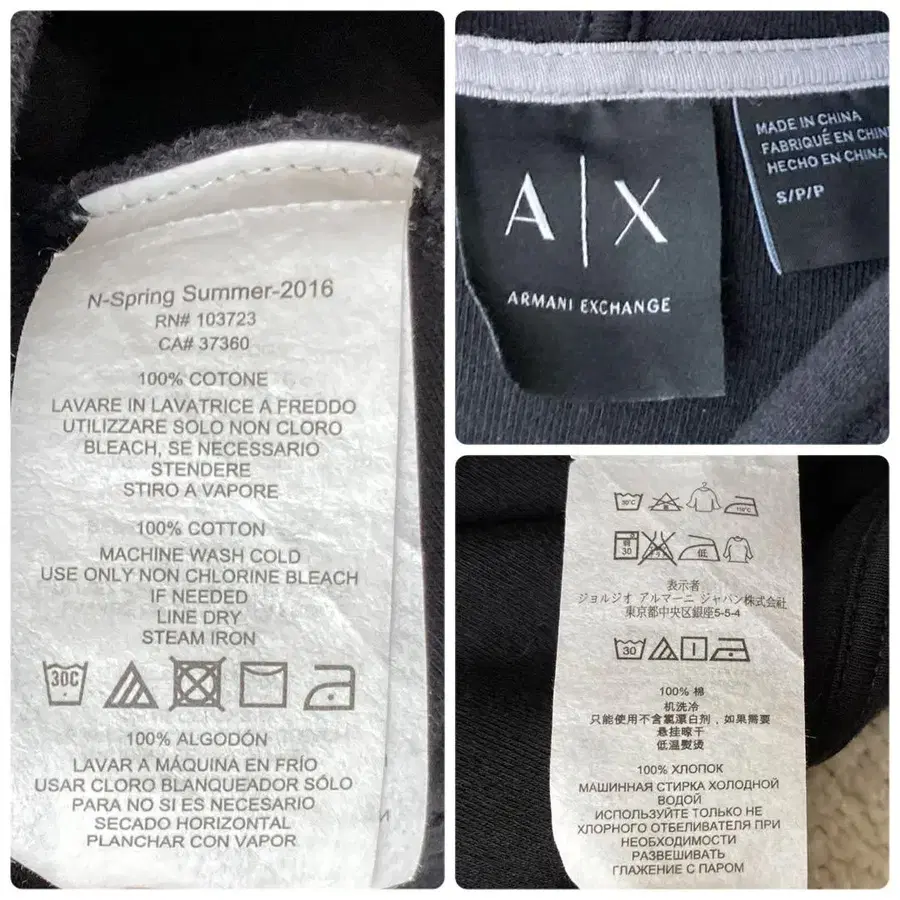 N-Spring Summer-2016
RN# 103723
CA# 37360
100% COTONE
LAVARE IN LAVATRICE A FREDDO
UTILIZZARE SOLO NON CLORO
BLEACH, SE NECESSARIO
STENDERE
STIRO A VAPORE
100% COTTON
MACHINE WASH COLD
USE ONLY NON CHLORINE BLEACH
IF NEEDED
LINE DRY
STEAM IRON
30C
100% ALGODÓN
LAVAR A MÁQUINA EN FRÍO
USAR CLORO BLANQUEADOR SÓLO
PARA NO SI ES NECESARIO
SECADO HORIZONTAL
PLANCHAR CON VAPOR
A|X
ARMANI EXCHANGE
MADE IN CHINA
FABRIQUÉ EN CHIN
HECHO EN CHINA
S/P/P
30°C
110°C
30
低
表示者
ジョルジオ アルマーニ ジャパン株式会社
東京都中央区銀座5-5-4
30
100% 棉
机洗冷
只能使用不含氯漂白剂，如果需要
悬挂晾干
低温熨烫
100% ХЛОПОК
МАШИННАЯ СТИРКА ХОЛОДНОЙ
ВОДОЙ
ИСПОЛЬЗУЙТЕ ТОЛЬКО НЕ
ХЛОРНОГО ОТБЕЛИВАТЕЛЯ ПРИ
НЕОБХОДИМОСТИ
РАЗВЕШИВАТЬ
ГЛАЖЕНИЕ С ПАРОМ